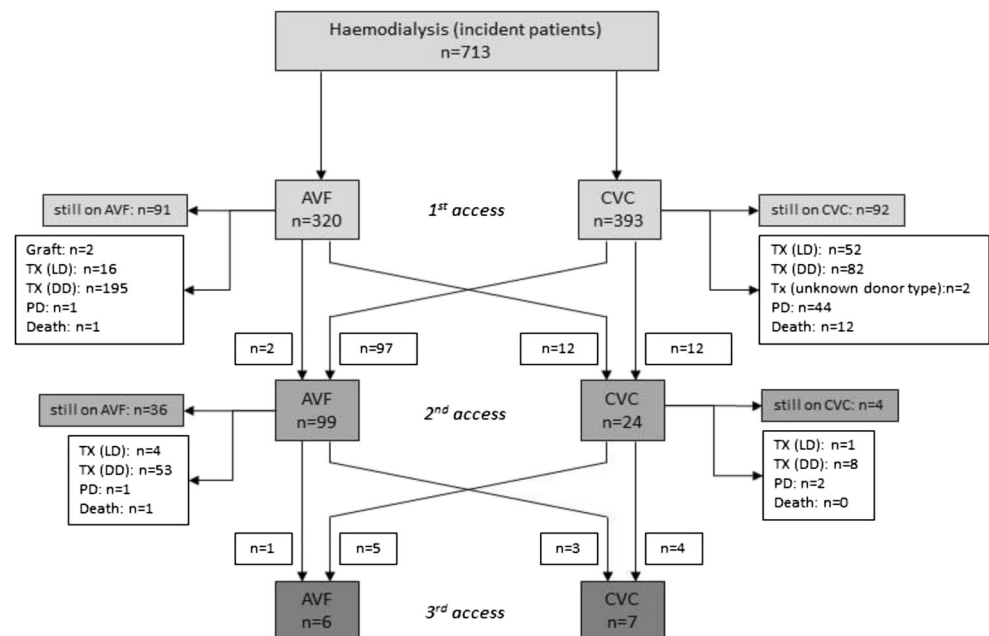 Haemodialysis (incident patients)
n=713
still on AVF: n=91
AVF
n=320
1st access
CVC
n=393
still on CVC: n=92
Graft: n=2
TX (LD): n=16
TX (DD): n=195
PD: n=1
Death: n=1
TX (LD): n=52
TX (DD): n=82
Tx (unknown donor type):n=2
PD: n=44
Death: n=12
n=2
n=97
n=12
n=12
still on AVF: n=36
AVF
n=99
2nd access
CVC
n=24
still on CVC: n=4
TX (LD): n=4
TX (DD): n=53
PD: n=1
Death: n=1
TX (LD): n=1
TX (DD): n=8
PD: n=2
Death: n=0
n=1
n=5
n=3
n=4
AVF
n=6
3rd access
CVC
n=7